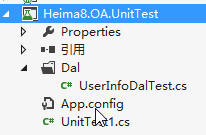 Heima8.OA.UnitTest
Properties
引用
Dal
UserInfoDalTest.cs
App.config
UnitTest1.cs